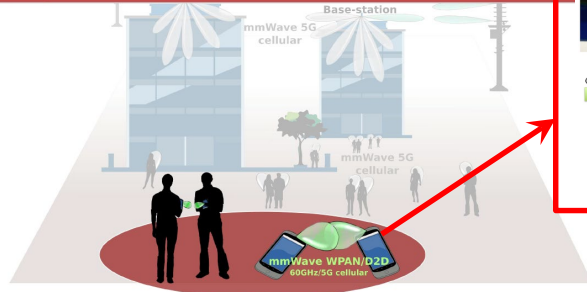 Base-station
mmWave 5G
cellular
mmWave 5G
cellular
mmWave WPAN/D2D
60GHz/5G cellular